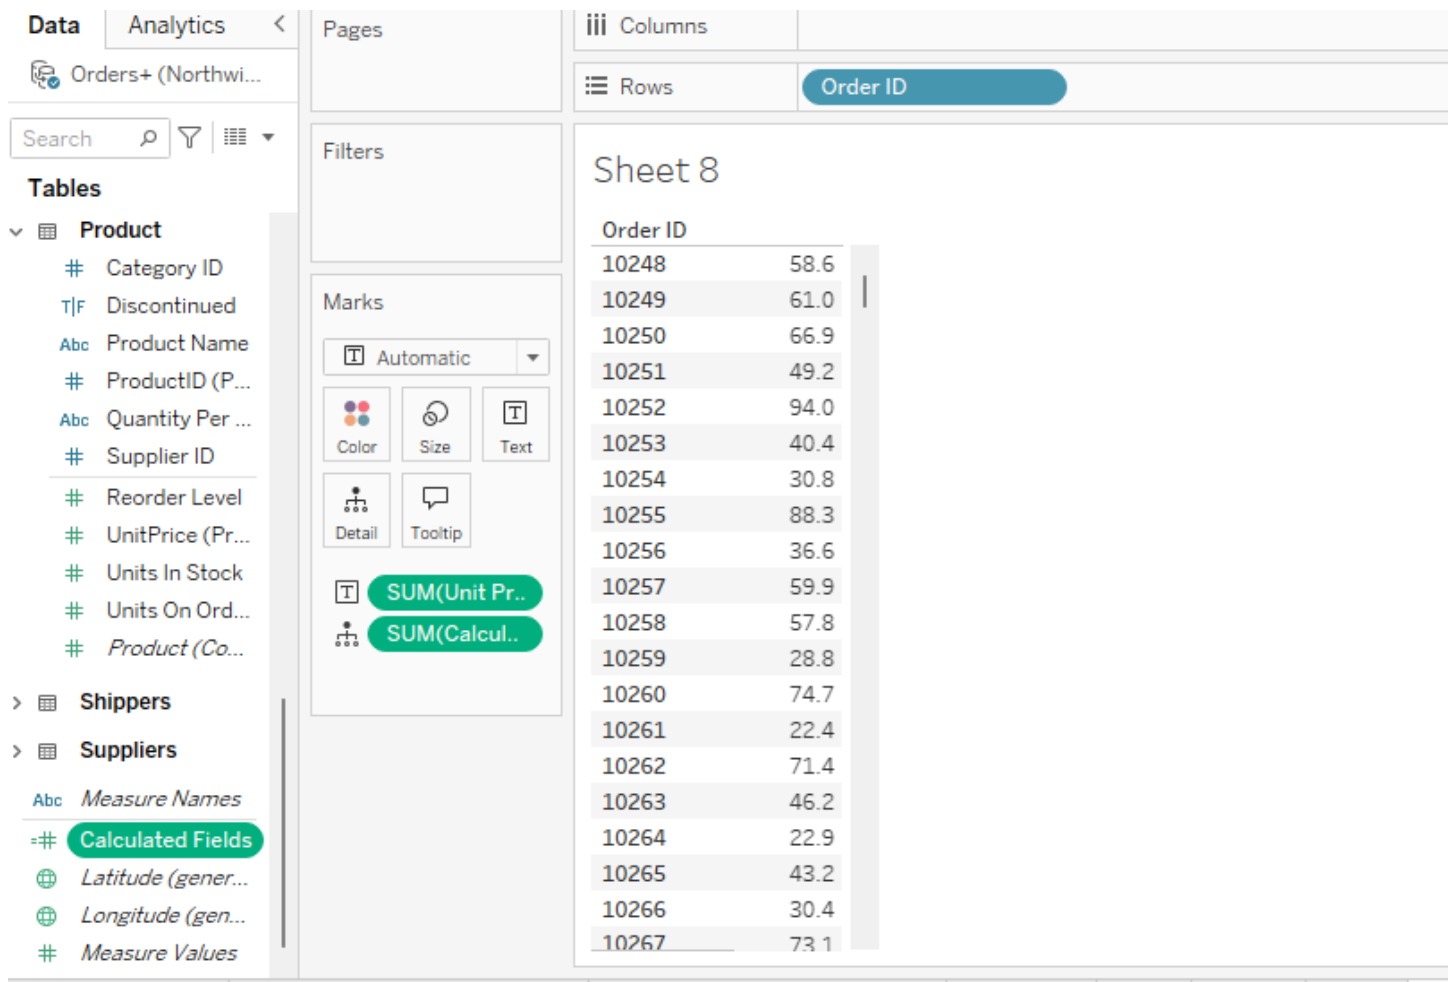 Data
Analytics
Orders+ (Northwi...
Search
Tables
Product
# Category ID
T|F Discontinued
Abc Product Name
# ProductID (P...
Abc Quantity Per ...
# Supplier ID
# Reorder Level
# UnitPrice (Pr...
# Units In Stock
# Units On Ord...
# Product (Co...
Shippers
Suppliers
Abc Measure Names
=# Calculated Fields
Latitude (gener...
Longitude (gen...
# Measure Values
Pages
Filters
Marks
T Automatic
Color
Size
T Text
Detail
Tooltip
T SUM(Unit Pr..
SUM(Calcul..
Columns
Rows
Order ID
Sheet 8
Order ID
10248 58.6
10249 61.0
10250 66.9
10251 49.2
10252 94.0
10253 40.4
10254 30.8
10255 88.3
10256 36.6
10257 59.9
10258 57.8
10259 28.8
10260 74.7
10261 22.4
10262 71.4
10263 46.2
10264 22.9
10265 43.2
10266 30.4
10267 73.1